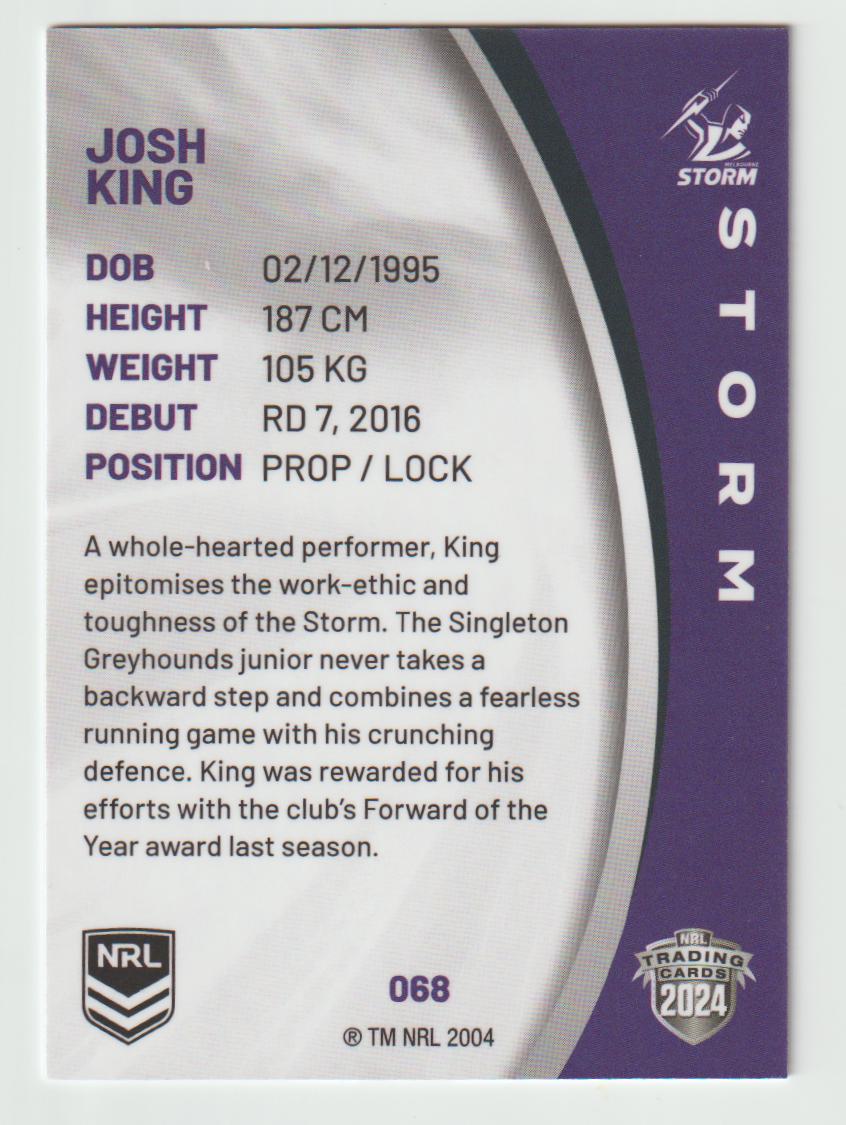 JOSH
KING
DOB 02/12/1995
HEIGHT 187 CM
WEIGHT 105 KG
DEBUT RD 7, 2016
POSITION PROP / LOCK
A whole-hearted performer, King
epitomises the work-ethic and
toughness of the Storm. The Singleton
Greyhounds junior never takes a
backward step and combines a fearless
running game with his crunching
defence. King was rewarded for his
efforts with the club's Forward of the
Year award last season.
NRL
068
® TM NRL 2004
MELBOURNE
STORM
STORM
NRL
TRADING
CARDS
2024